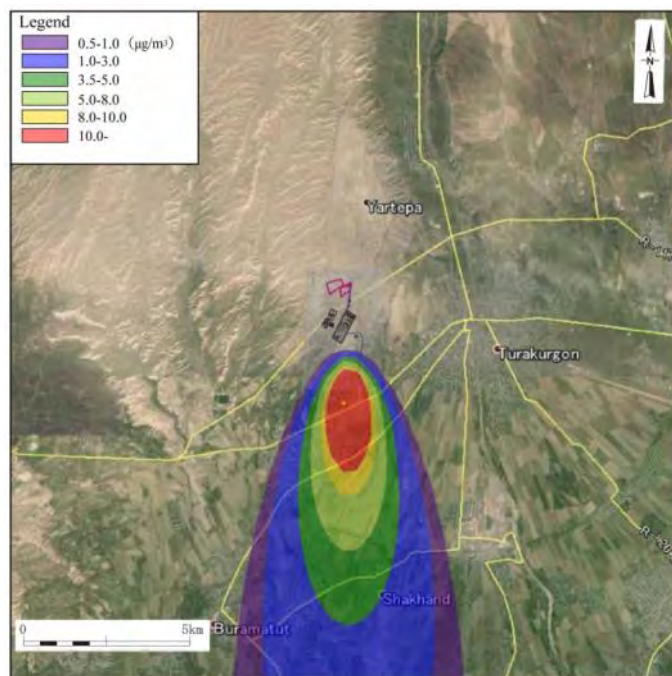 Legend
0.5-1.0 (μg/m³)
1.0-3.0
3.5-5.0
5.0-8.0
8.0-10.0
10.0-
N
Yartepa
Turakurgon
Shakhand
Buramatut
0 5km